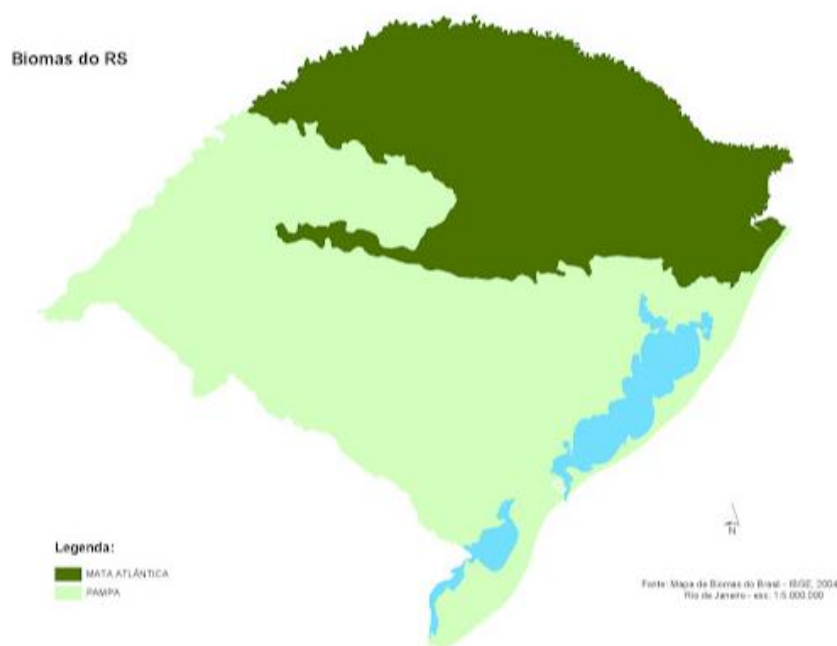 Biomas do RS
Legenda:
MATA ATLÂNTICA
PAMPA
N
Fonte: Mapa de Biomas do Brasil - IBGE, 2004
Rio de Janeiro - esc. 1:5.000.000